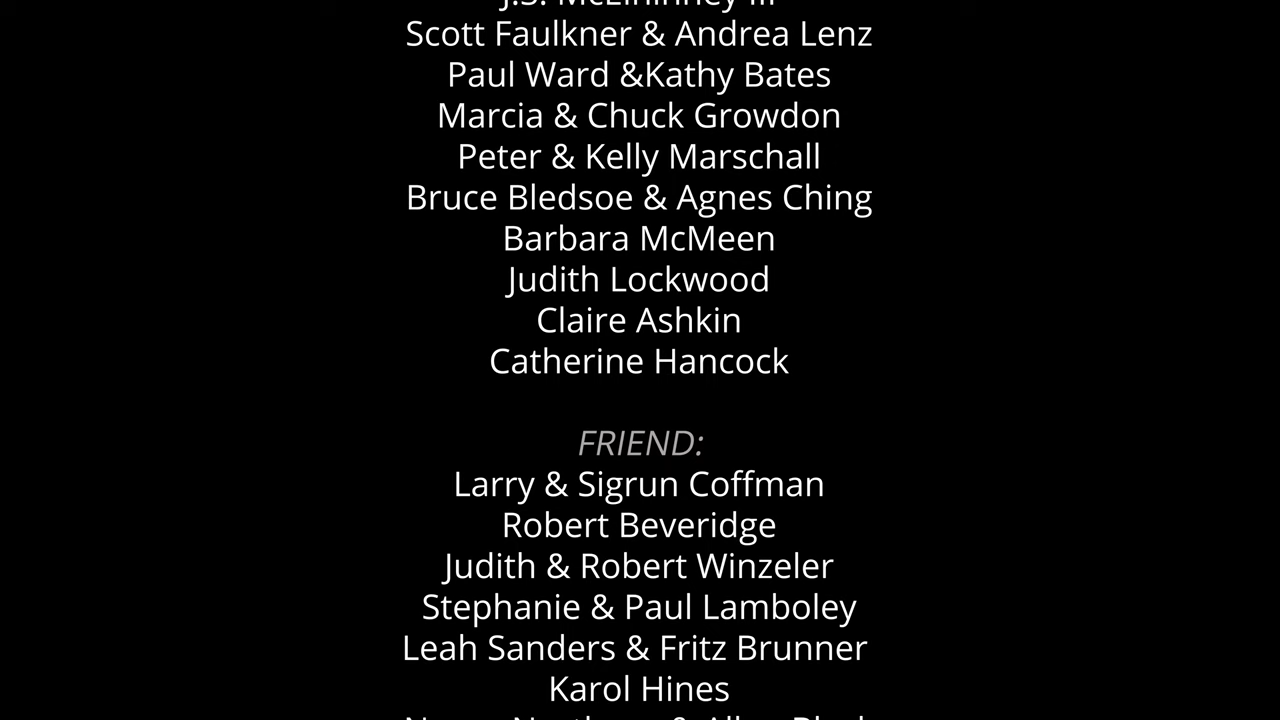 Scott Faulkner & Andrea Lenz
Paul Ward &Kathy Bates
Marcia & Chuck Growdon
Peter & Kelly Marschall
Bruce Bledsoe & Agnes Ching
Barbara McMeen
Judith Lockwood
Claire Ashkin
Catherine Hancock
FRIEND:
Larry & Sigrun Coffman
Robert Beveridge
Judith & Robert Winzeler
Stephanie & Paul Lamboley
Leah Sanders & Fritz Brunner
Karol Hines